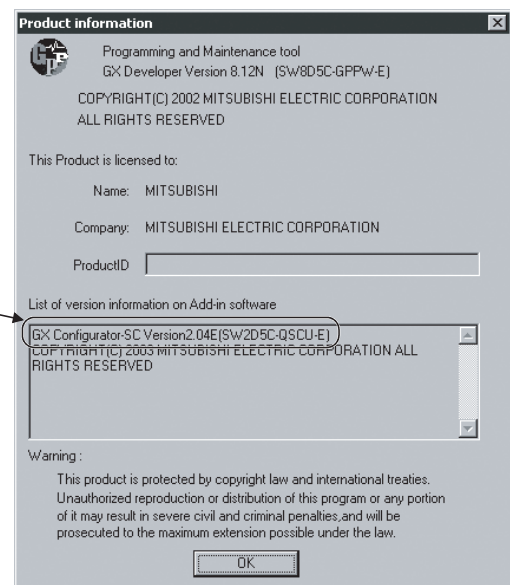 Product information
GPP
Programming and Maintenance tool
GX Developer Version 8.12N (SW8D5C-GPPW-E)
COPYRIGHT(C) 2002 MITSUBISHI ELECTRIC CORPORATION
ALL RIGHTS RESERVED
This Product is licensed to:
Name: MITSUBISHI
Company: MITSUBISHI ELECTRIC CORPORATION
ProductID
List of version information on Add-in software
GX Configurator-SC Version2.04E(SW2D5C-QSCU-E)
COPYRIGHT(C) 2003 MITSUBISHI ELECTRIC CORPORATION ALL
RIGHTS RESERVED
Warning :
This product is protected by copyright law and international treaties.
Unauthorized reproduction or distribution of this program or any portion
of it may result in severe civil and criminal penalties,and will be
prosecuted to the maximum extension possible under the law.
OK